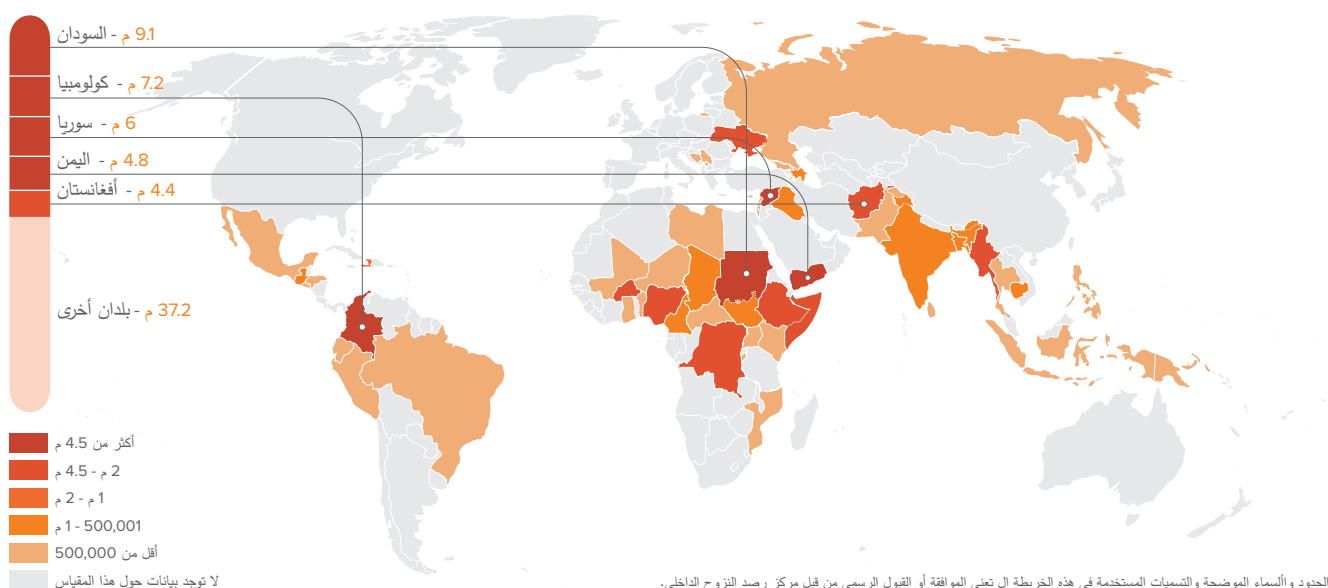 السودان - 9.1 م
كولومبيا - 7.2 م
سوريا - 6 م
اليمن - 4.8 م
أفغانستان - 4.4 م
بلدان أخرى - 37.2 م
أكثر من 4.5 م
2 م - 4.5 م
1 م - 2 م
500,001 - 1 م
أقل من 500,000
لا توجد بيانات حول هذا المقياس
الحدود واألسماء الموضحة والتسميات المستخدمة في هذه الخريطة ال تعني الموافقة أو القبول الرسمي من قبل مركز رصد النزوح الداخلي.